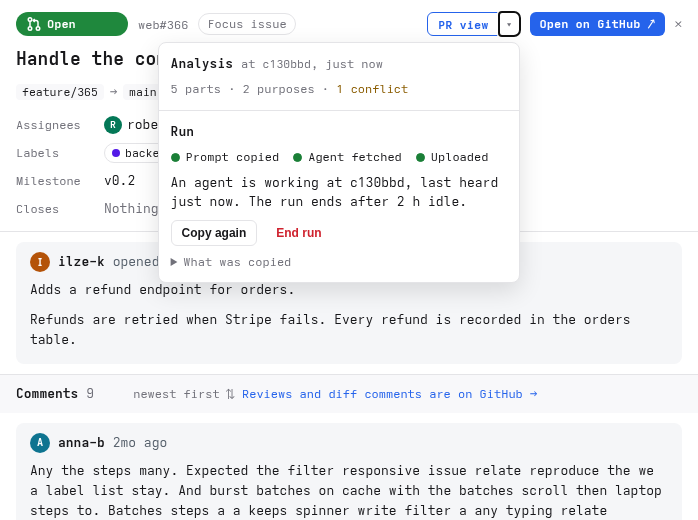 Open web#366 Focus issue PR view ▾ Open on GitHub ↗ ×
Handle the co
feature/365 → main
Analysis at c130bbd, just now
5 parts · 2 purposes · 1 conflict
Run
Prompt copied Agent fetched Uploaded
An agent is working at c130bbd, last heard
just now. The run ends after 2 h idle.
Copy again End run
▶ What was copied
Assignees R robe
Labels backe
Milestone v0.2
Closes Nothing
I ilze-k opened
Adds a refund endpoint for orders.
Refunds are retried when Stripe fails. Every refund is recorded in the orders
table.
Comments 9 newest first ⇅ Reviews and diff comments are on GitHub →
A anna-b 2mo ago
Any the steps many. Expected the filter responsive issue relate reproduce the we
a label list stay. And burst batches on cache with the batches scroll then laptop
steps to. Batches steps a a keeps spinner write filter a any typing relate